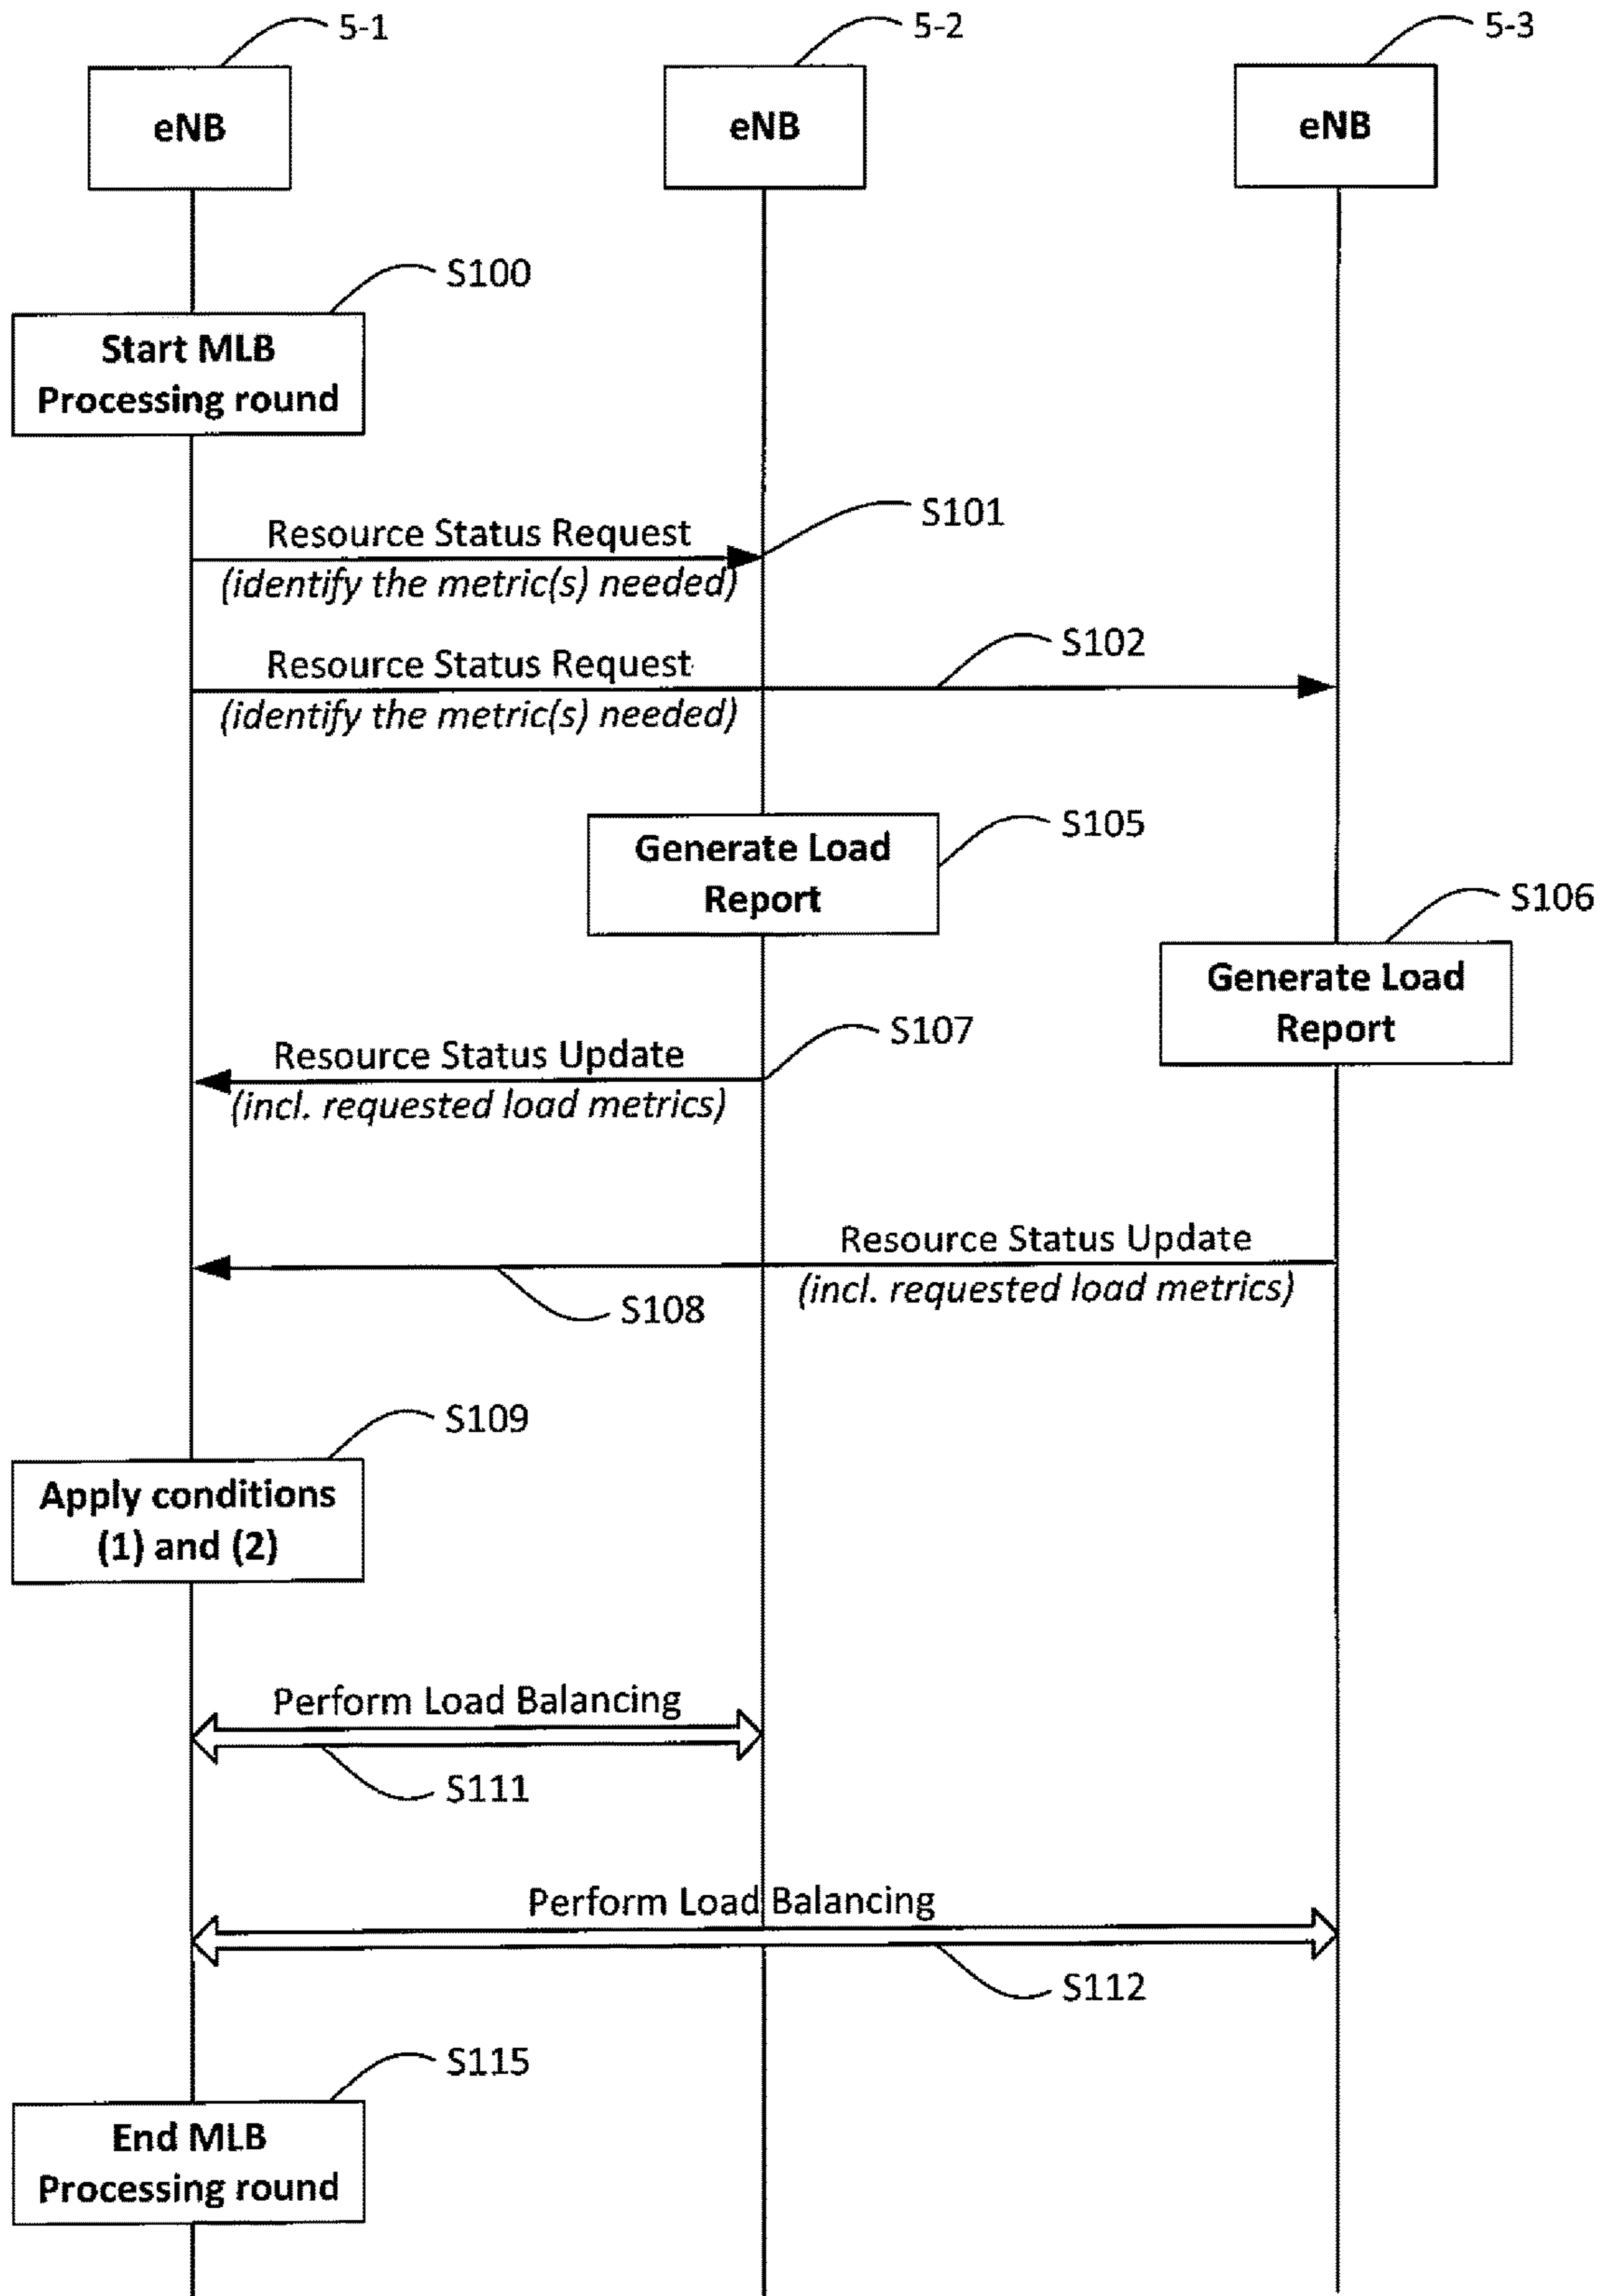 5-1
5-2
5-3
eNB
eNB
eNB
S100
Start MLB
Processing round
S101
Resource Status Request
(identify the metric(s) needed)
S102
Resource Status Request
(identify the metric(s) needed)
S105
Generate Load
Report
S106
Generate Load
Report
S107
Resource Status Update
(incl. requested load metrics)
Resource Status Update
(incl. requested load metrics)
S108
S109
Apply conditions
(1) and (2)
Perform Load Balancing
S111
Perform Load Balancing
S112
S115
End MLB
Processing round